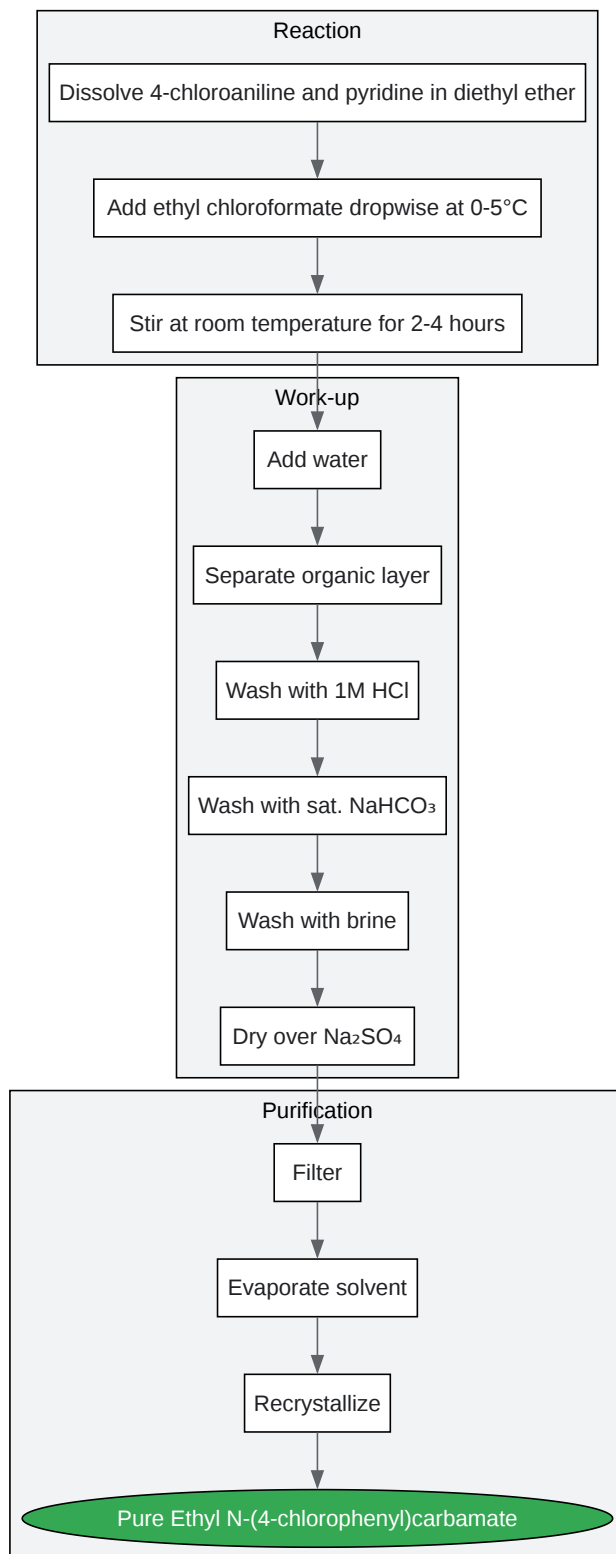 Reaction
Dissolve 4-chloroaniline and pyridine in diethyl ether
Add ethyl chloroformate dropwise at 0-5°C
Stir at room temperature for 2-4 hours
Work-up
Add water
Separate organic layer
Wash with 1M HCl
Wash with sat. NaHCO₃
Wash with brine
Dry over Na₂SO₄
Purification
Filter
Evaporate solvent
Recrystallize
Pure Ethyl N-(4-chlorophenyl)carbamate